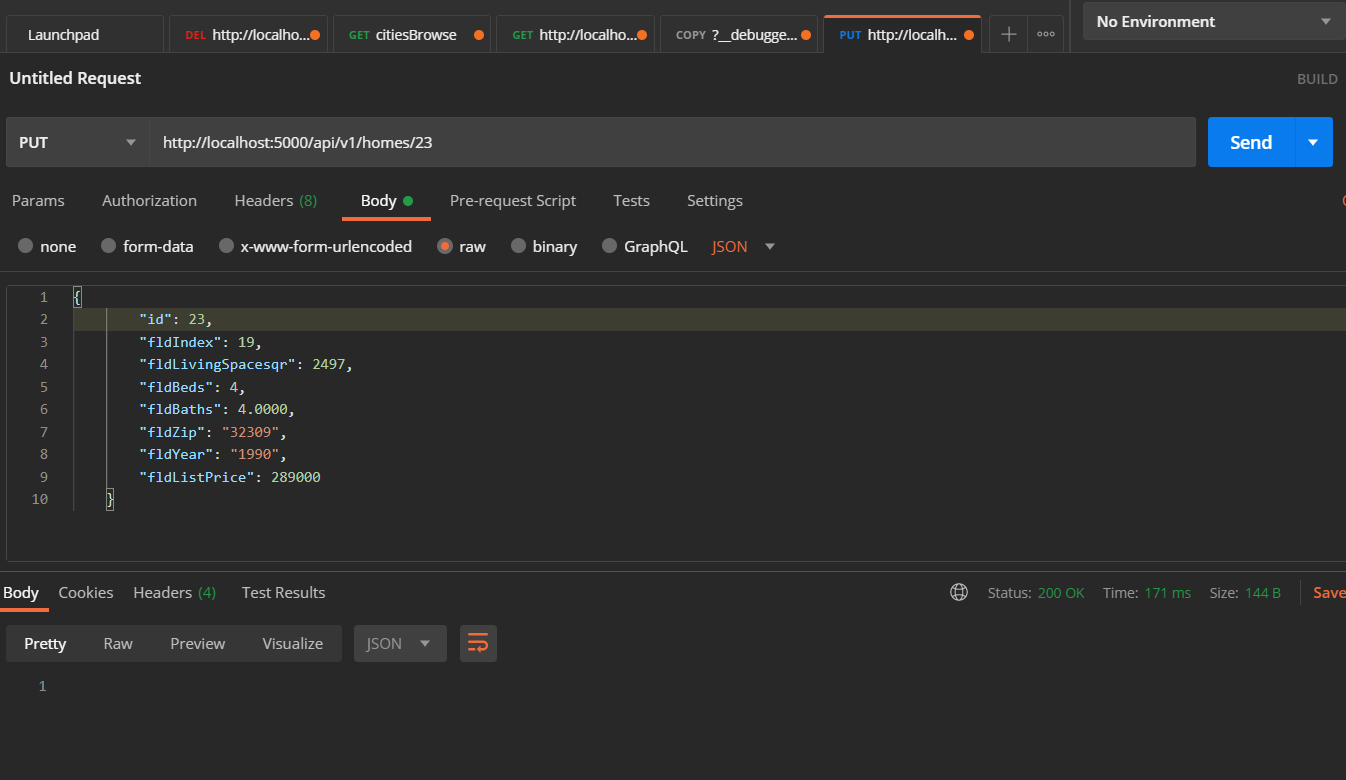 Launchpad DEL http://localho... GET citiesBrowse GET http://localho... COPY ?__debugge... PUT http://localh... No Environment
Untitled Request BUILD
PUT http://localhost:5000/api/v1/homes/23 Send
Params Authorization Headers (8) Body Pre-request Script Tests Settings
none form-data x-www-form-urlencoded raw binary GraphQL JSON
1 {
2 "id": 23,
3 "fldIndex": 19,
4 "fldLivingSpacesqr": 2497,
5 "fldBeds": 4,
6 "fldBaths": 4.0000,
7 "fldZip": "32309",
8 "fldYear": "1990",
9 "fldListPrice": 289000
10 }
Body Cookies Headers (4) Test Results Status: 200 OK Time: 171 ms Size: 144 B Save
Pretty Raw Preview Visualize JSON
1